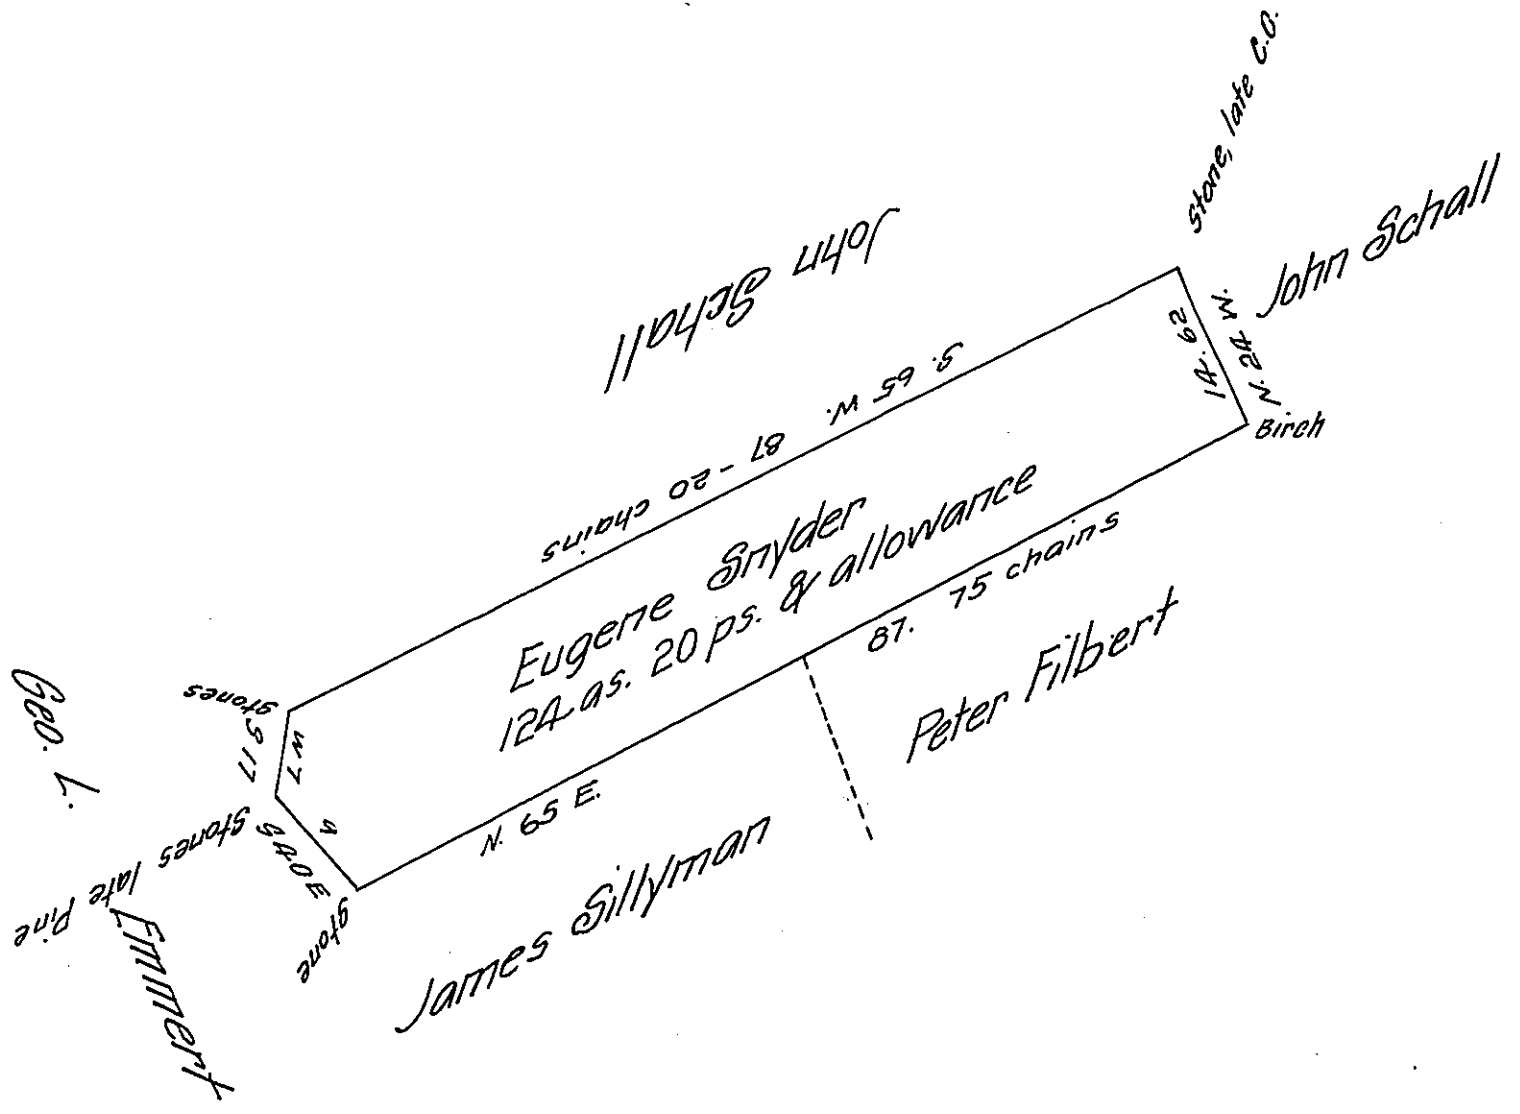 Stone, late C.O.
John Schall
John Schall
14.62
N. 24 W.
Birch
S. 65 W. 87-20 chains
Eugene Snyder
124 as. 20 ps. & allowance
87. 75 chains
N. 65 E.
Peter Filbert
James Sillyman
stones
S 17
W 7
Stones late Pine
S 40 E
stone
Geo. L.
Emmert